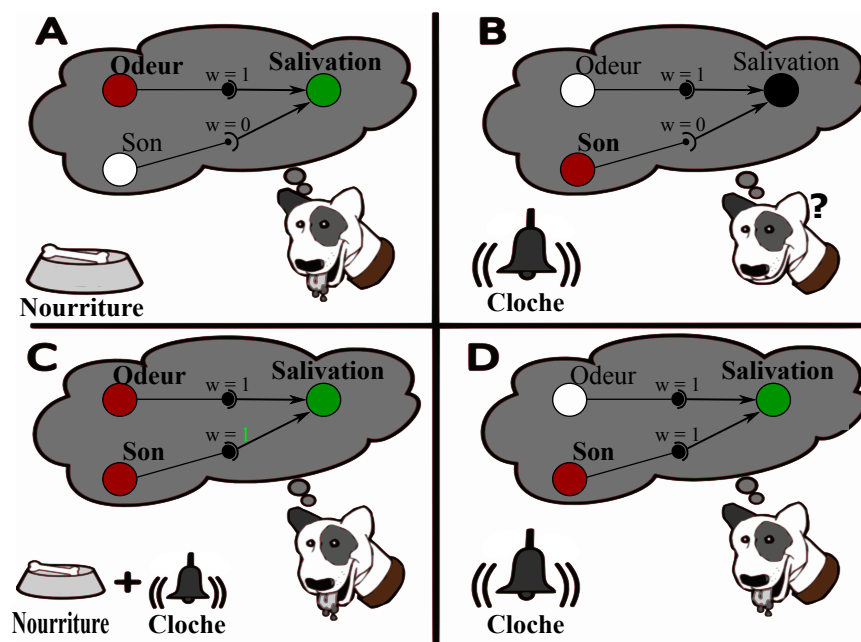 A
Odeur
w = 1
Salivation
Son
w = 0
Nourriture
B
Odeur
w = 1
Salivation
Son
w = 0
?
Cloche
C
Odeur
w = 1
Salivation
Son
w = 1
Nourriture
+
Cloche
D
Odeur
w = 1
Salivation
Son
w = 1
Cloche